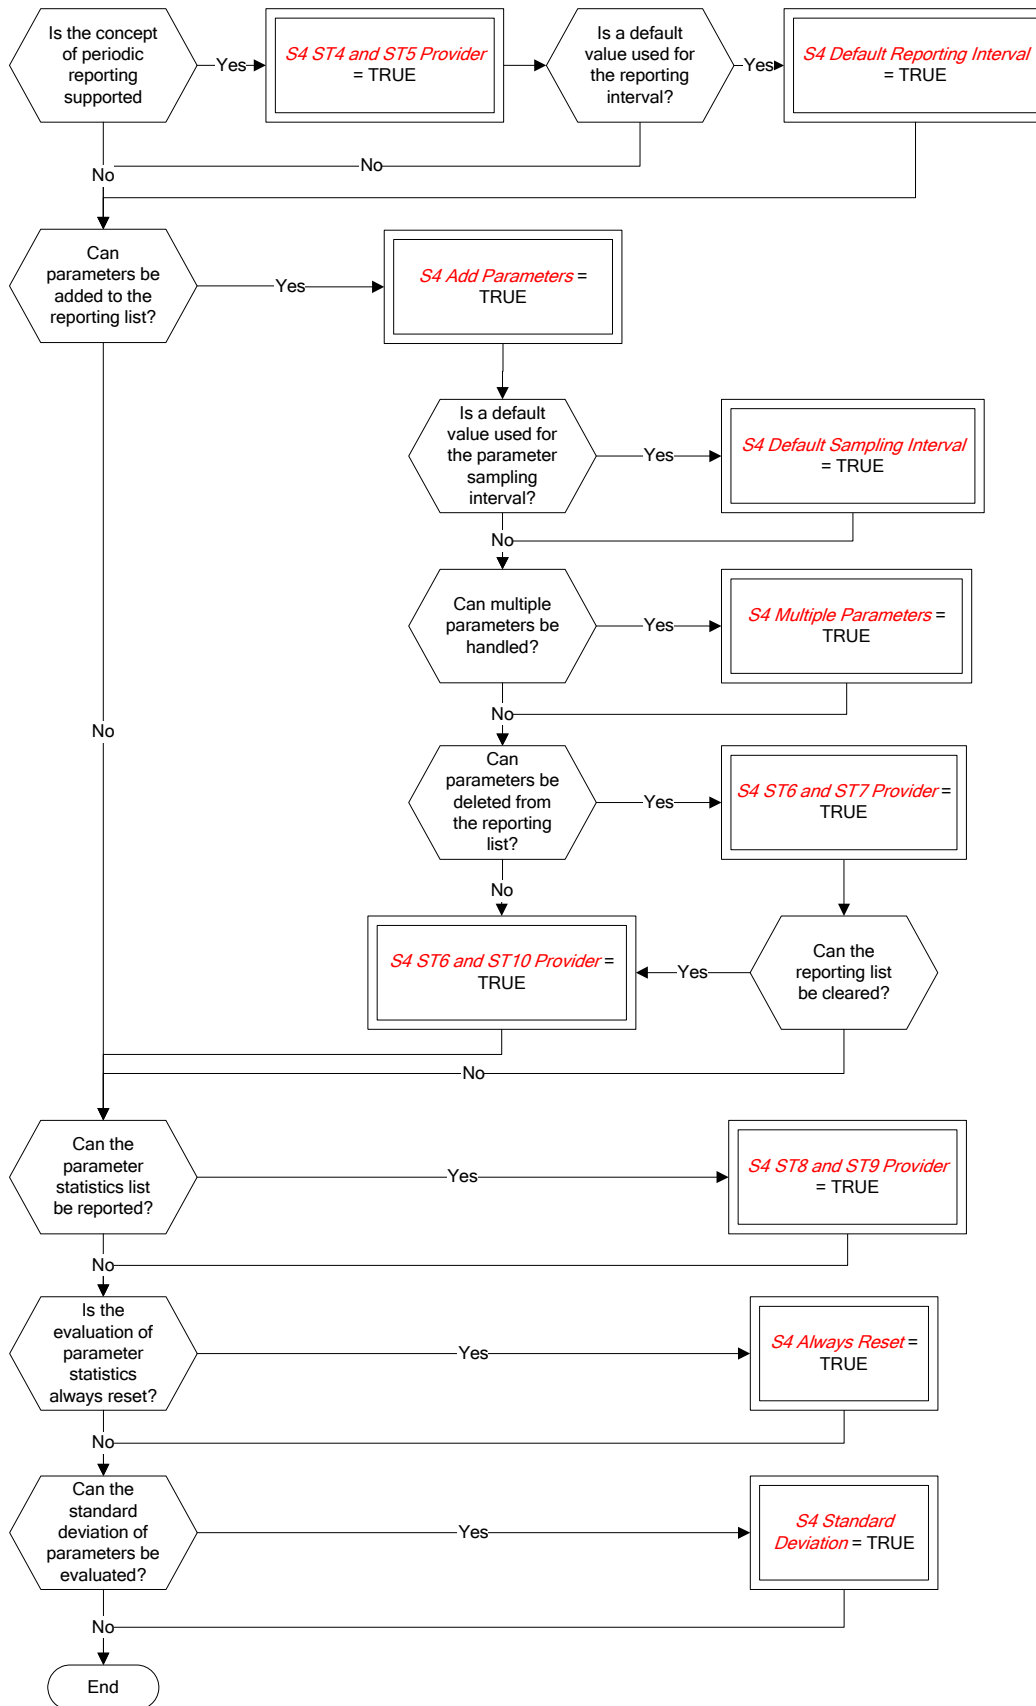 Is the concept
of periodic
reporting
supported
Yes
S4 ST4 and ST5 Provider
= TRUE
Is a default
value used for
the reporting
interval?
Yes
S4 Default Reporting Interval
= TRUE
No
No
Can
parameters be
added to the
reporting list?
Yes
S4 Add Parameters =
TRUE
Is a default
value used for
the parameter
sampling
interval?
Yes
S4 Default Sampling Interval
= TRUE
No
Can multiple
parameters be
handled?
Yes
S4 Multiple Parameters =
TRUE
No
No
Can
parameters be
deleted from
the reporting
list?
Yes
S4 ST6 and ST7 Provider =
TRUE
No
S4 ST6 and ST10 Provider =
TRUE
Yes
Can the
reporting list
be cleared?
No
Can the
parameter
statistics list
be reported?
Yes
S4 ST8 and ST9 Provider
= TRUE
No
Is the
evaluation of
parameter
statistics
always reset?
Yes
S4 Always Reset =
TRUE
No
Can the
standard
deviation of
parameters be
evaluated?
Yes
S4 Standard
Deviation = TRUE
No
End